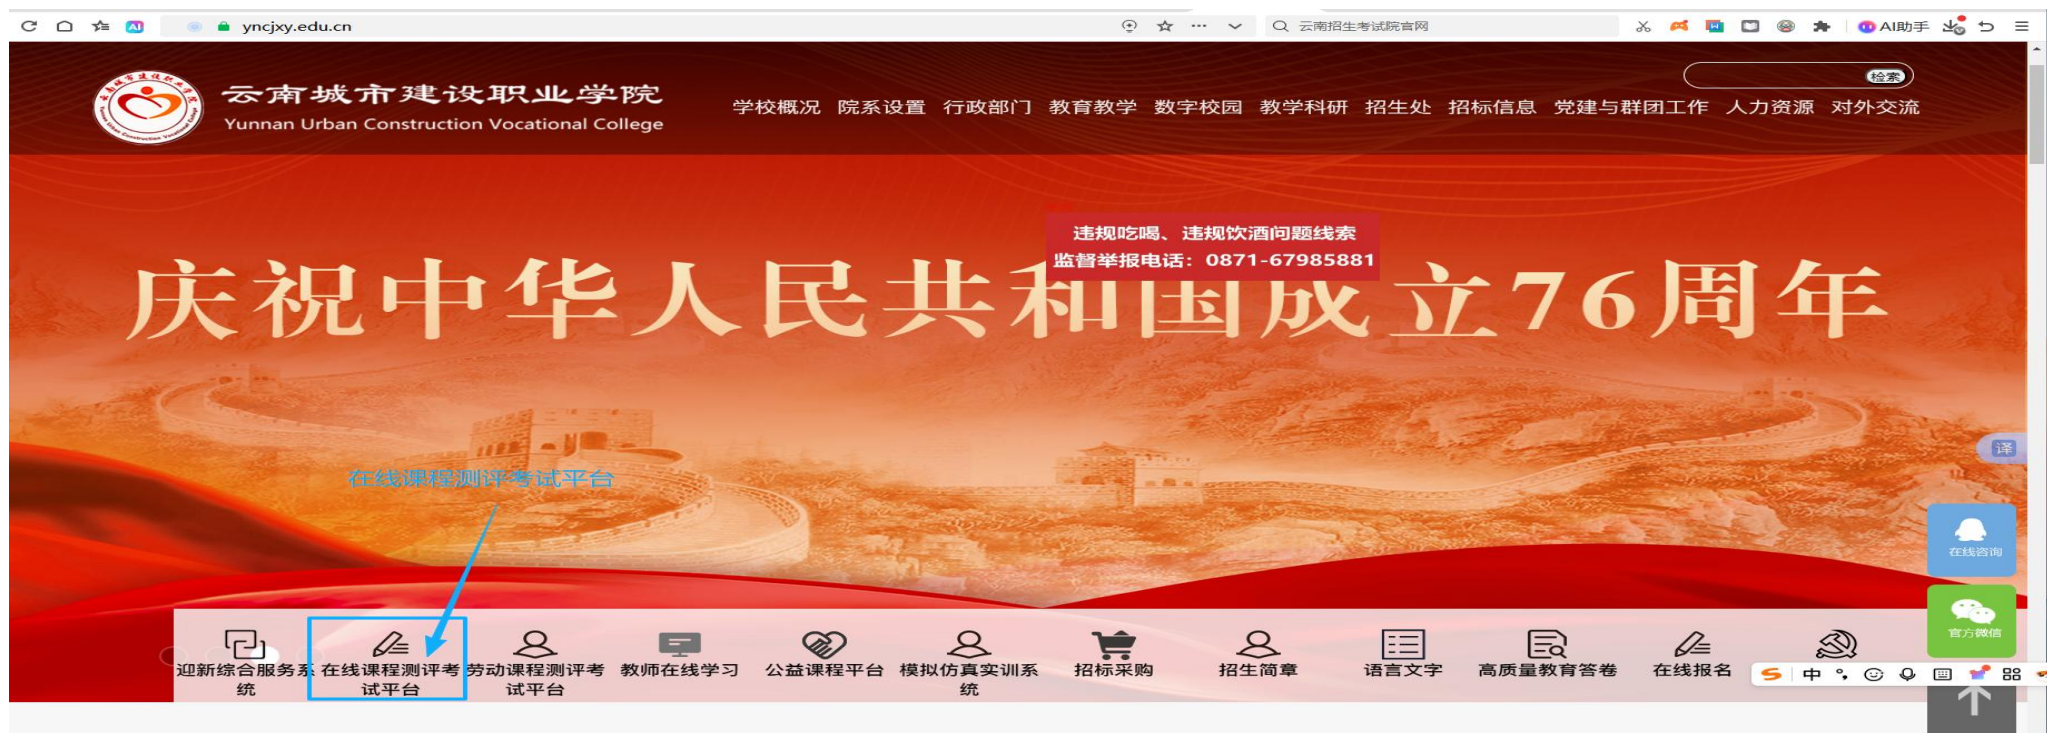 AI
yncjxy.edu.cn
云南招生考试院官网
AI助手
检索
云南城市建设职业学院
Yunnan Urban Construction Vocational College
学校概况 院系设置 行政部门 教育教学 数字校园 教学科研 招生处 招标信息 党建与群团工作 人力资源 对外交流
违规吃喝、违规饮酒问题线索
监督举报电话：0871-67985881
庆祝中华人民共和国成立76周年
译
在线课程测评考试平台
在线咨询
官方微信
迎新综合服务系统
在线课程测评考试平台
劳动课程测评考试平台
教师在线学习
公益课程平台
模拟仿真实训系统
招标采购
招生简章
语言文字
高质量教育答卷
在线报名
中